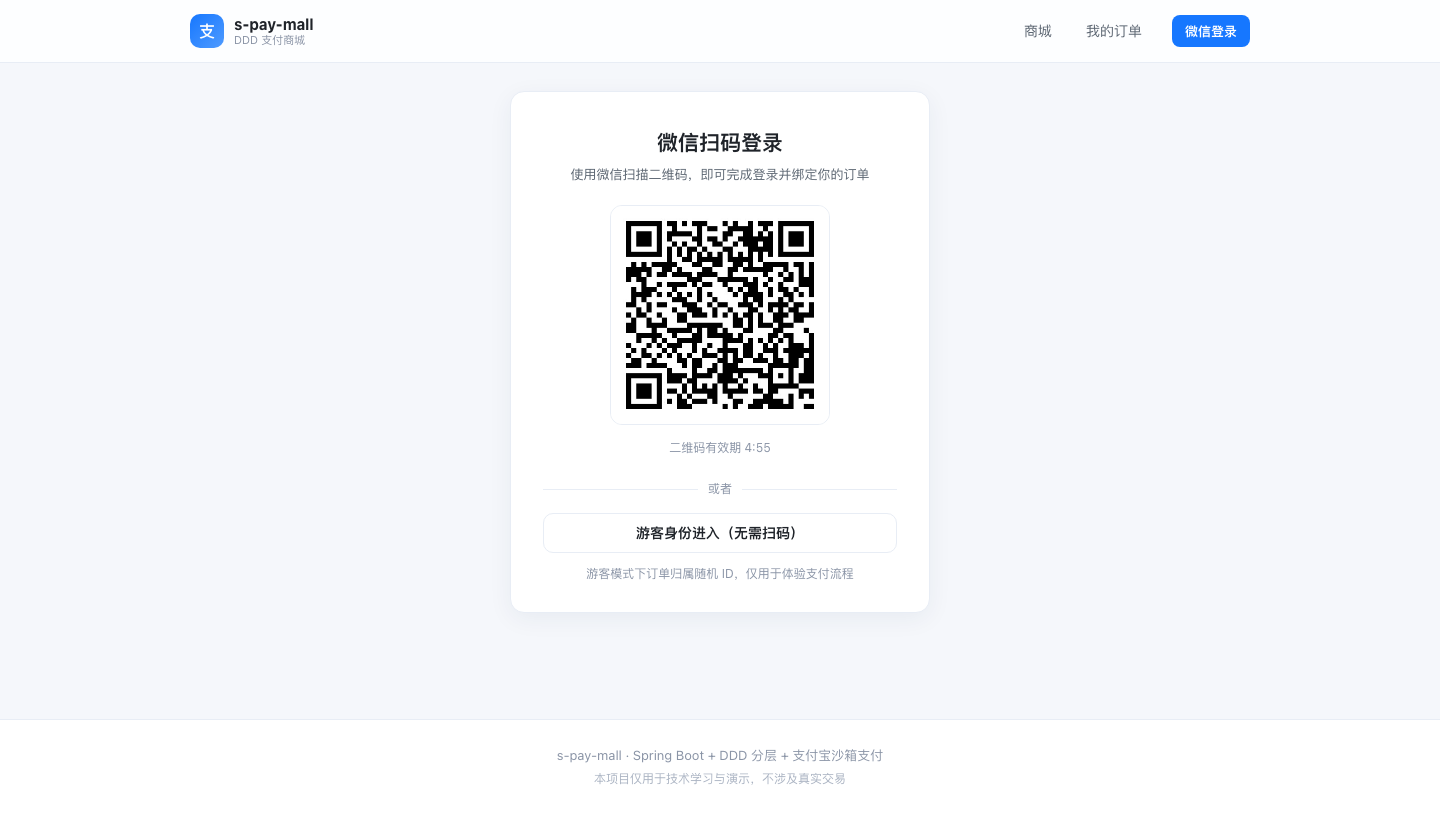 支
s-pay-mall
DDD 支付商城
商城
我的订单
微信登录
微信扫码登录
使用微信扫描二维码，即可完成登录并绑定你的订单
二维码有效期 4:55
或者
游客身份进入（无需扫码）
游客模式下订单归属随机 ID，仅用于体验支付流程
s-pay-mall · Spring Boot + DDD 分层 + 支付宝沙箱支付
本项目仅用于技术学习与演示，不涉及真实交易